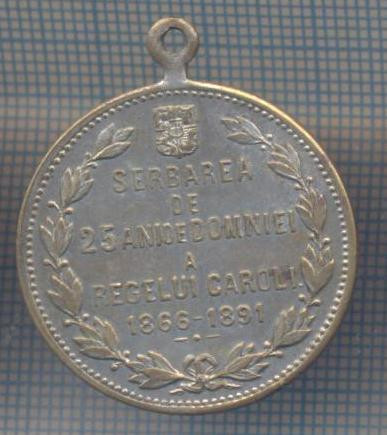 SERBAREA
DE
25 ANI DE DOMNIEI
A
REGELUI CAROL I
1866-1891